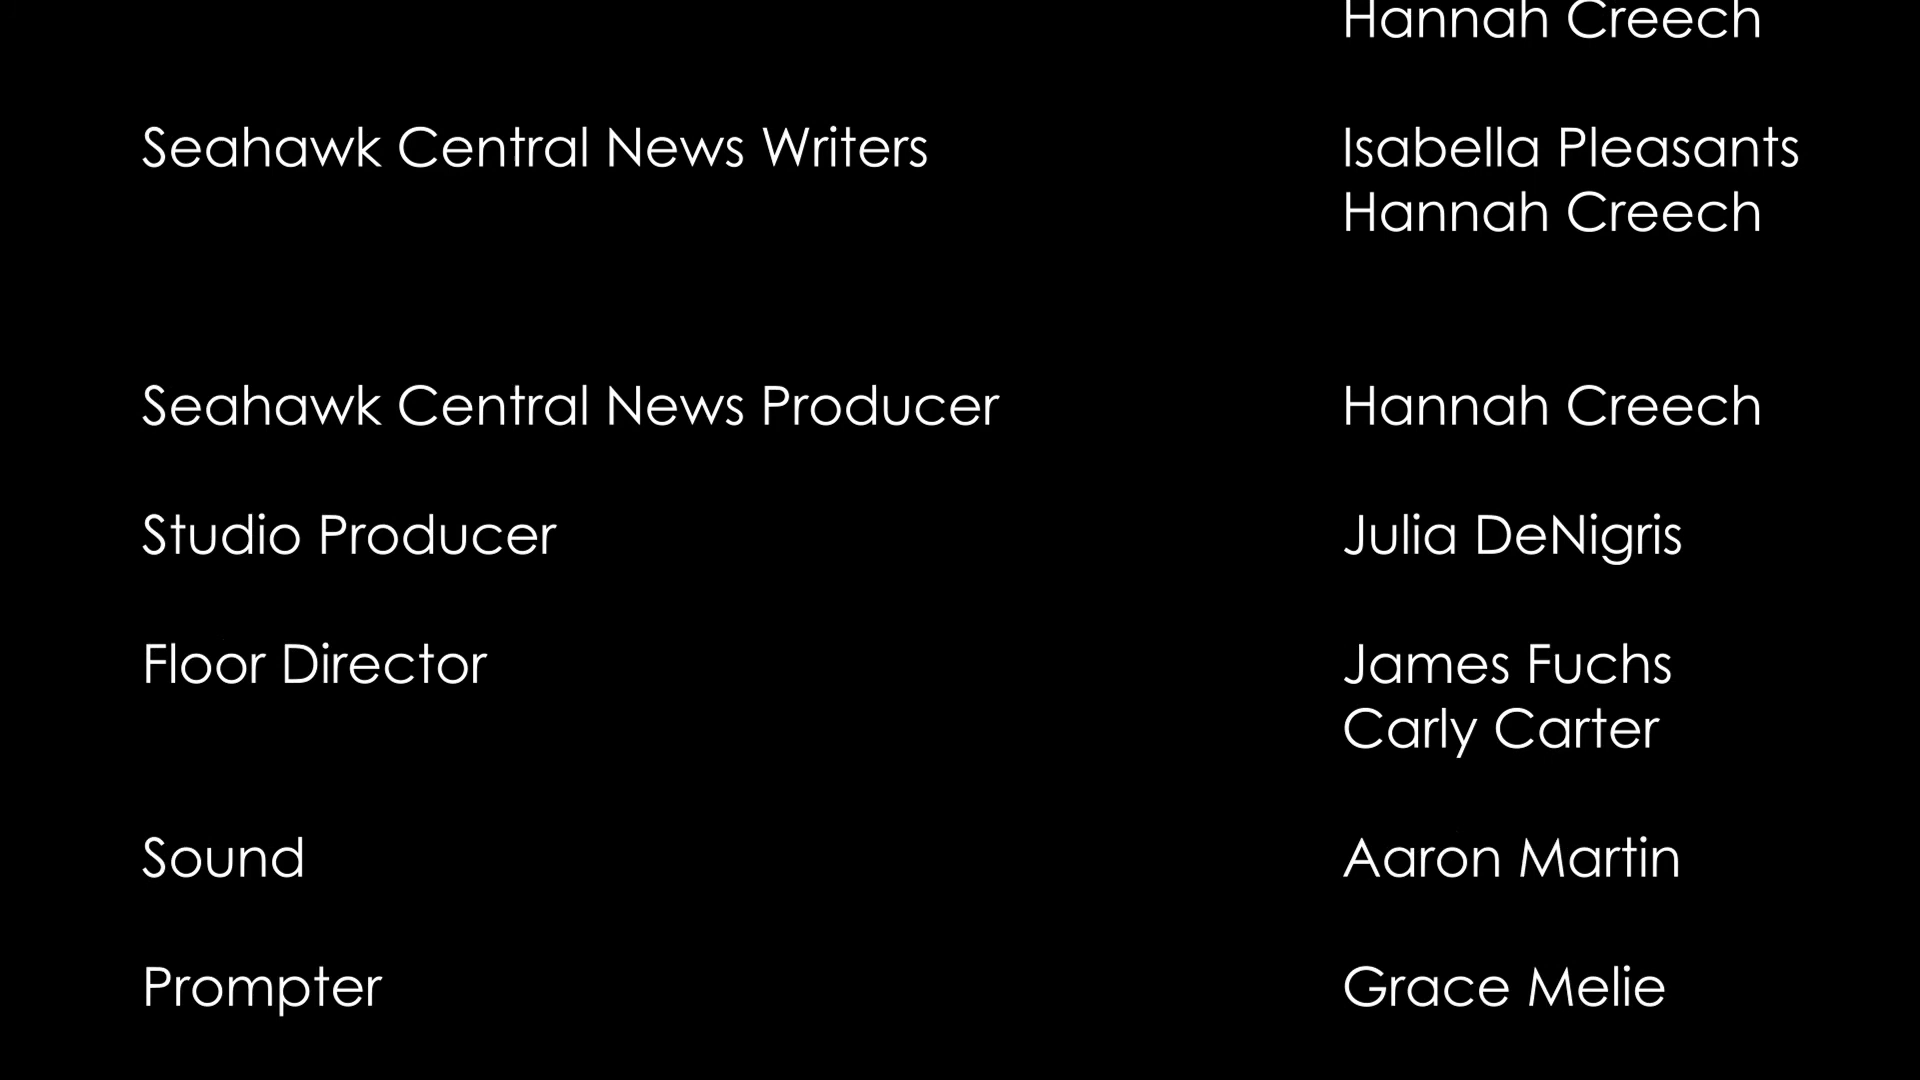 Hannah Creech
Seahawk Central News Writers Isabella Pleasants
Hannah Creech
Seahawk Central News Producer Hannah Creech
Studio Producer Julia DeNigris
Floor Director James Fuchs
Carly Carter
Sound Aaron Martin
Prompter Grace Melie